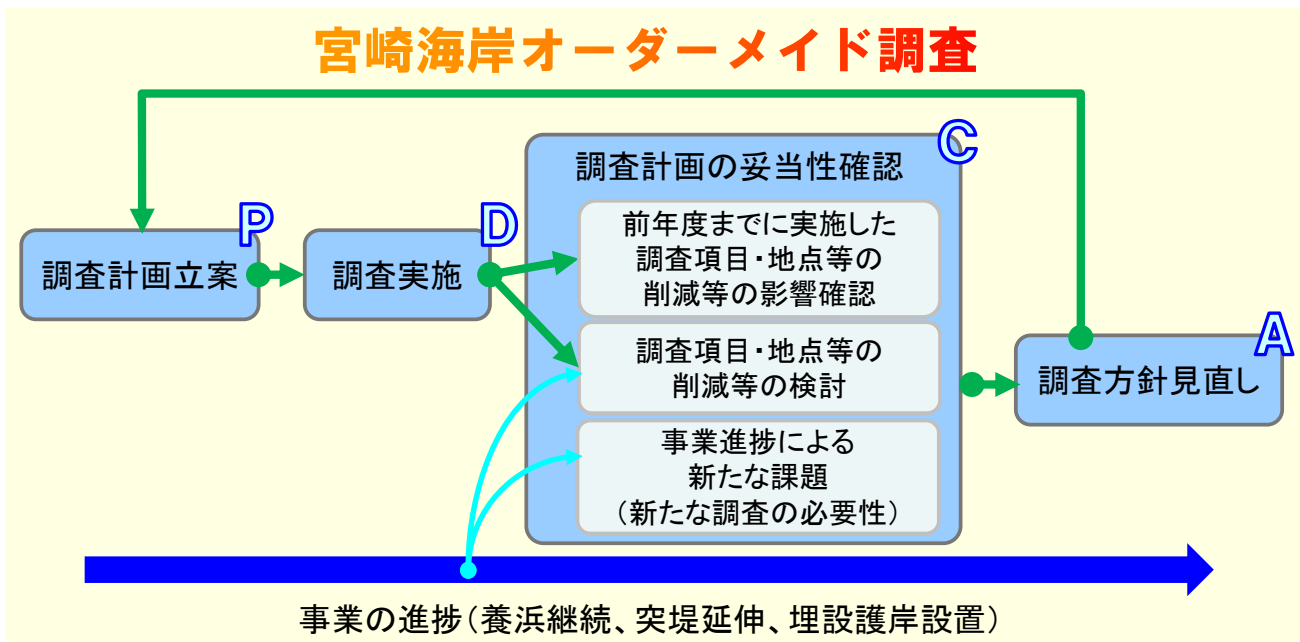 宮崎海岸オーダーメイド調査
P
調査計画立案
D
調査実施
C
調査計画の妥当性確認
前年度までに実施した
調査項目・地点等の
削減等の影響確認
調査項目・地点等の
削減等の検討
事業進捗による
新たな課題
（新たな調査の必要性）
A
調査方針見直し
事業の進捗（養浜継続、突堤延伸、埋設護岸設置）